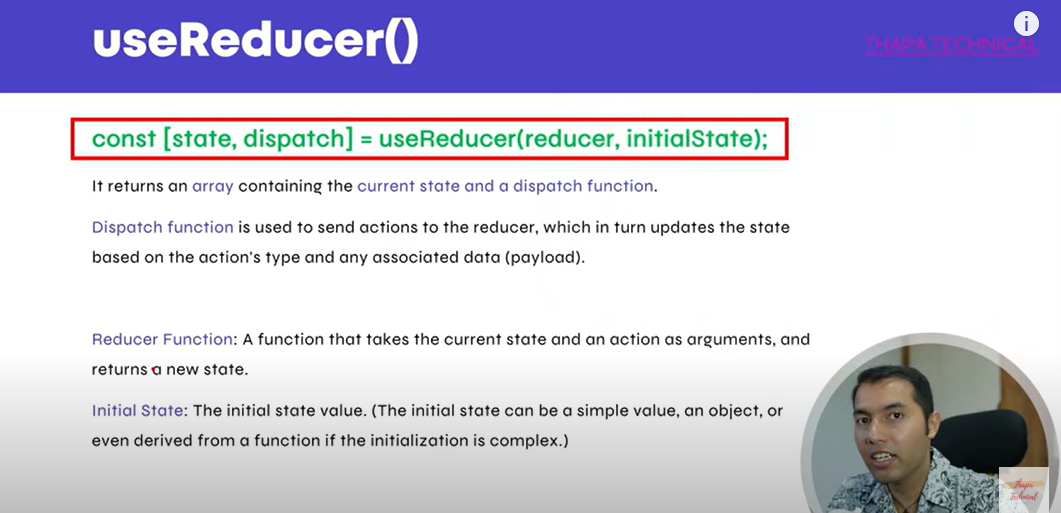 useReducer()
THAPA TECHNICAL
const [state, dispatch] = useReducer(reducer, initialState);
It returns an array containing the current state and a dispatch function.
Dispatch function is used to send actions to the reducer, which in turn updates the state
based on the action's type and any associated data (payload).
Reducer Function: A function that takes the current state and an action as arguments, and
returns a new state.
Initial State: The initial state value. (The initial state can be a simple value, an object, or
even derived from a function if the initialization is complex.)
Thapa
Technical